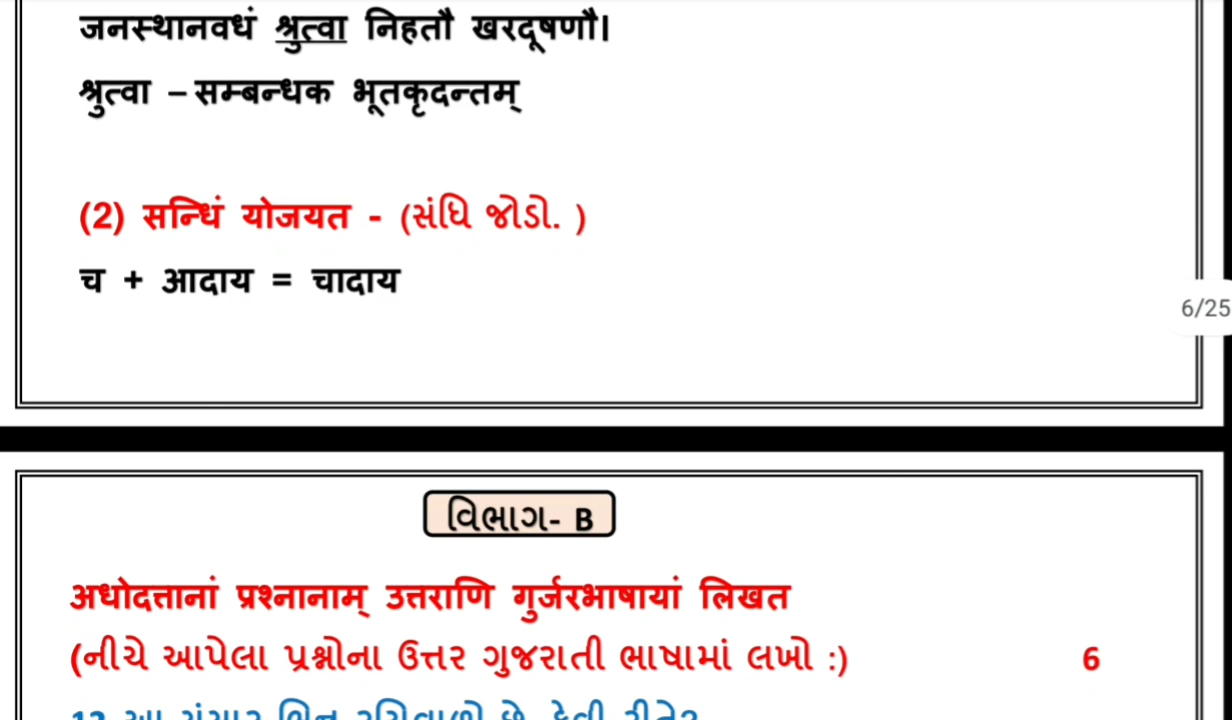 जनस्थानवधं श्रुत्वा निहतौ खरदूषणौ।
श्रुत्वा – सम्बन्धक भूतकृदन्तम्
(2) सन्धिं योजयत - (સંધિ જોડો. )
च + आदाय = चादाय
6/25
વિભાગ- B
अधोदत्तानां प्रश्नानाम् उत्तराणि गुर्जरभाषायां लिखत
(નીચે આપેલા પ્રશ્નોના ઉત્તર ગુજરાતી ભાષામાં લખો :) 6